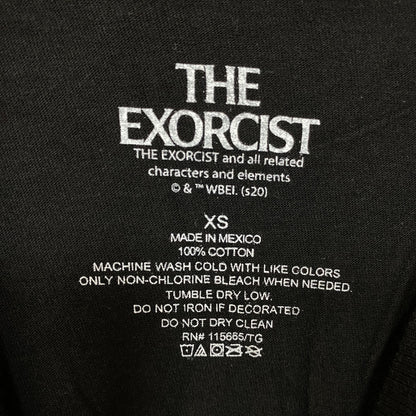 THE
EXORCIST
THE EXORCIST and all related
characters and elements
© & ™ WBEI. (s20)
XS
MADE IN MEXICO
100% COTTON
MACHINE WASH COLD WITH LIKE COLORS
ONLY NON-CHLORINE BLEACH WHEN NEEDED.
TUMBLE DRY LOW.
DO NOT IRON IF DECORATED
DO NOT DRY CLEAN
RN# 115665/TG